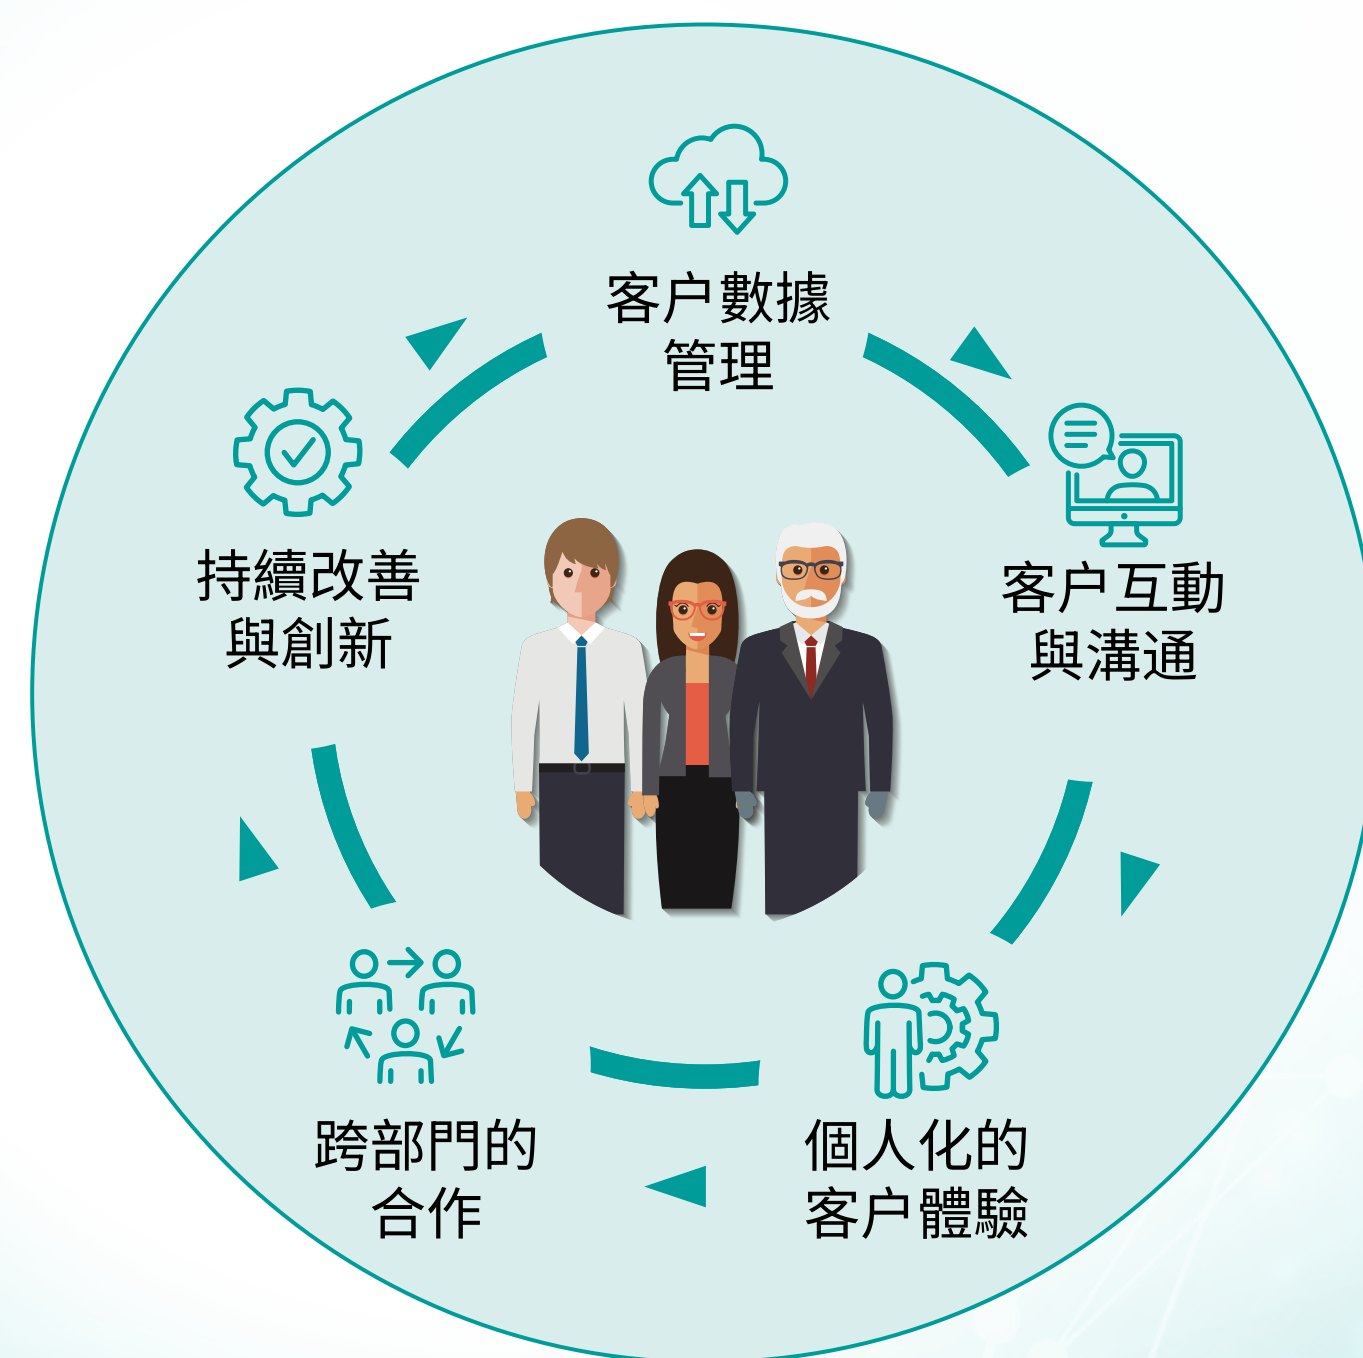 客户數據
管理
客户互動
與溝通
個人化的
客户體驗
跨部門的
合作
持續改善
與創新